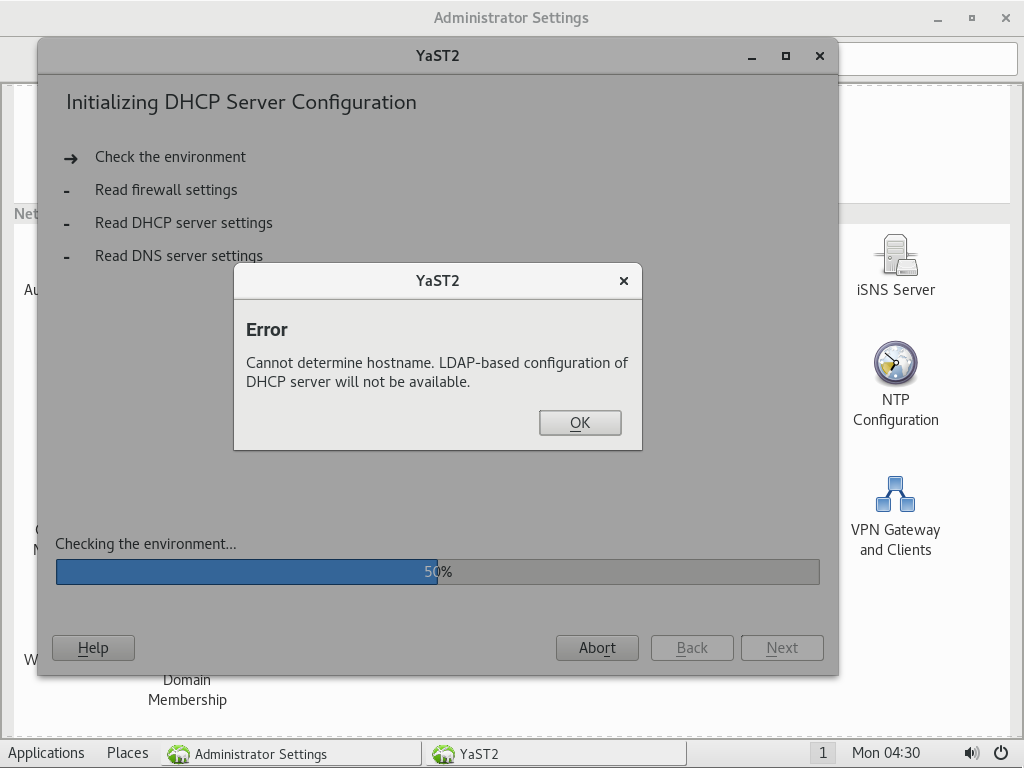 Administrator Settings
YaST2
Initializing DHCP Server Configuration
Check the environment
- Read firewall settings
- Read DHCP server settings
- Read DNS server settings
YaST2
Error
Cannot determine hostname. LDAP-based configuration of
DHCP server will not be available.
OK
Checking the environment...
50%
Help
Abort
Back
Next
Net
Au
iSNS Server
NTP
Configuration
VPN Gateway
and Clients
W
Domain
Membership
Applications
Places
Administrator Settings
YaST2
1
Mon 04:30